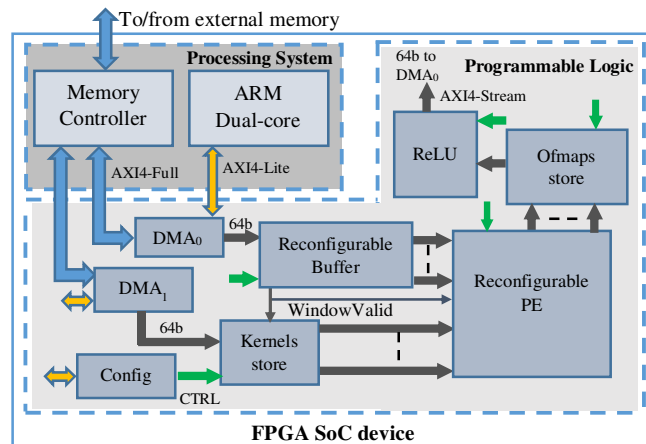 To/from external memory
Processing System
Memory
Controller
ARM
Dual-core
AXI4-Full
AXI4-Lite
64b to
DMA0
Programmable Logic
AXI4-Stream
ReLU
Ofmaps
store
DMA0
64b
Reconfigurable
Buffer
Reconfigurable
PE
DMA1
64b
WindowValid
Kernels
store
Config
CTRL
FPGA SoC device